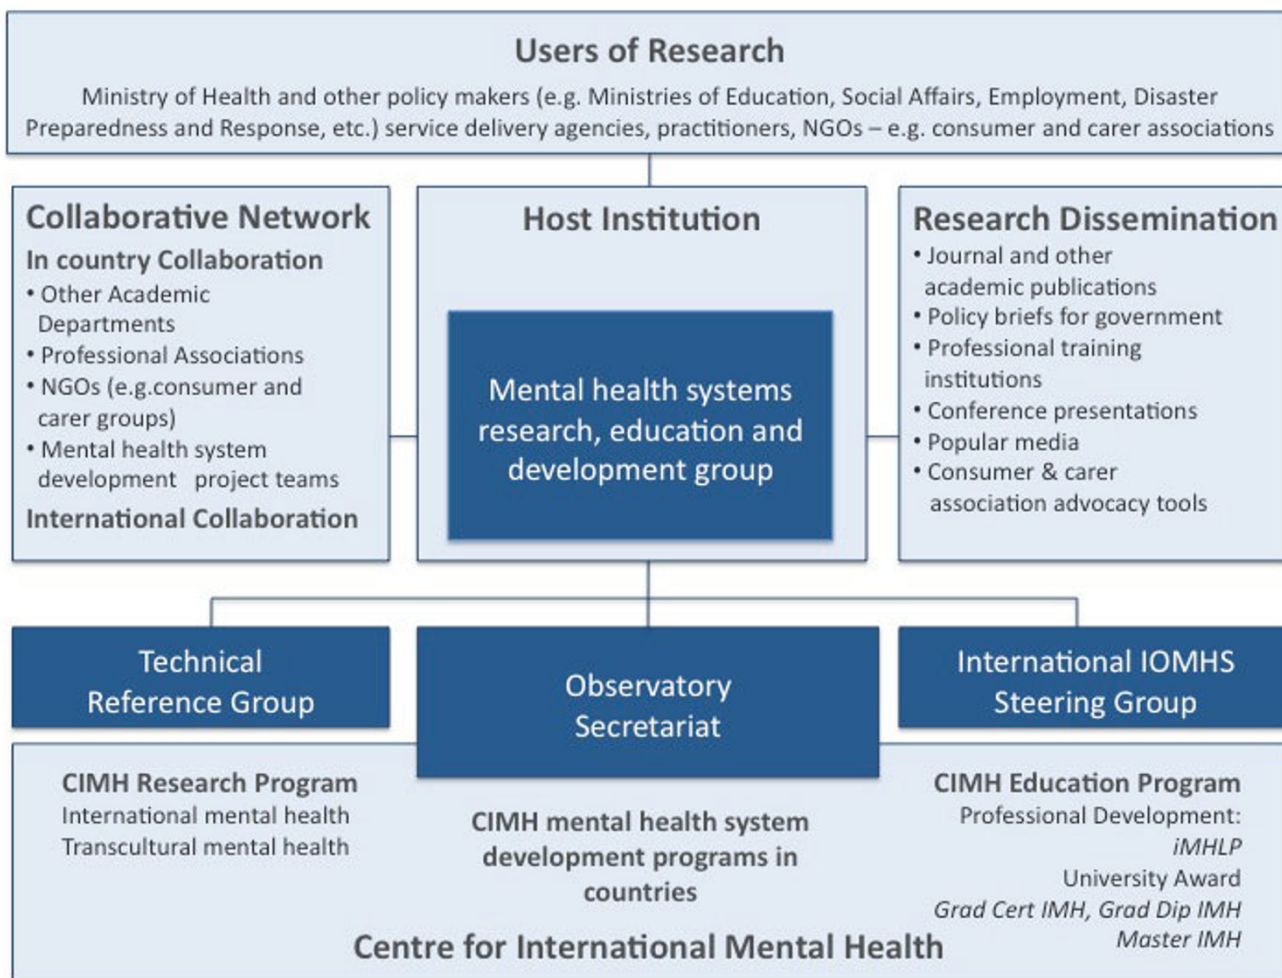 Users of Research
Ministry of Health and other policy makers (e.g. Ministries of Education, Social Affairs, Employment, Disaster
Preparedness and Response, etc.) service delivery agencies, practitioners, NGOs – e.g. consumer and carer associations
Collaborative Network
In country Collaboration
• Other Academic
Departments
• Professional Associations
• NGOs (e.g.consumer and
carer groups)
• Mental health system
development project teams
International Collaboration
Host Institution
Mental health systems
research, education and
development group
Research Dissemination
• Journal and other
academic publications
• Policy briefs for government
• Professional training
institutions
• Conference presentations
• Popular media
• Consumer & carer
association advocacy tools
Technical
Reference Group
Observatory
Secretariat
International IOMHS
Steering Group
CIMH Research Program
International mental health
Transcultural mental health
CIMH mental health system
development programs in
countries
CIMH Education Program
Professional Development:
iMHLP
University Award
Grad Cert IMH, Grad Dip IMH
Master IMH
Centre for International Mental Health